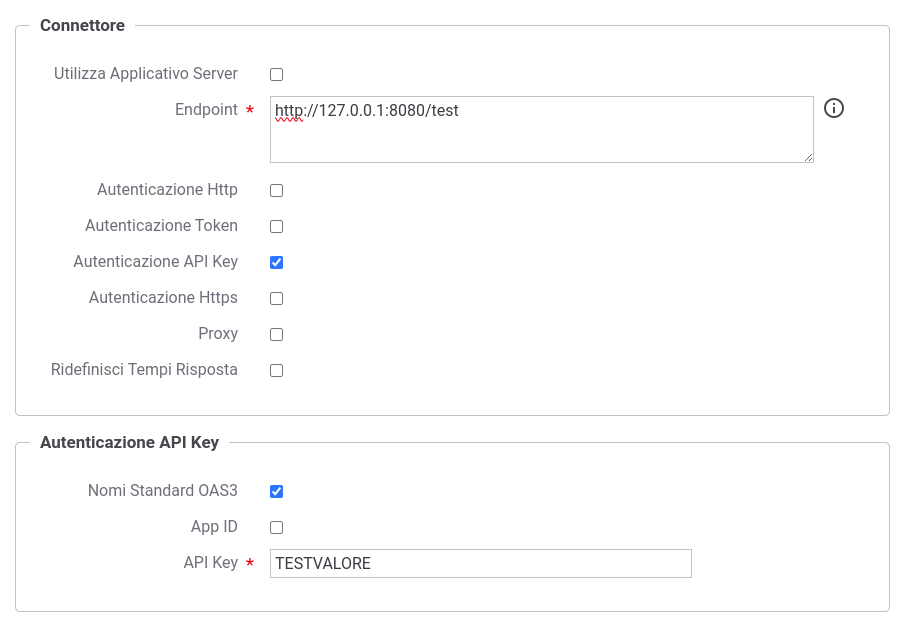 Connettore
Utilizza Applicativo Server
Endpoint * http://127.0.0.1:8080/test
Autenticazione Http
Autenticazione Token
Autenticazione API Key
Autenticazione Https
Proxy
Ridefinisci Tempi Risposta
Autenticazione API Key
Nomi Standard OAS3
App ID
API Key * TESTVALORE